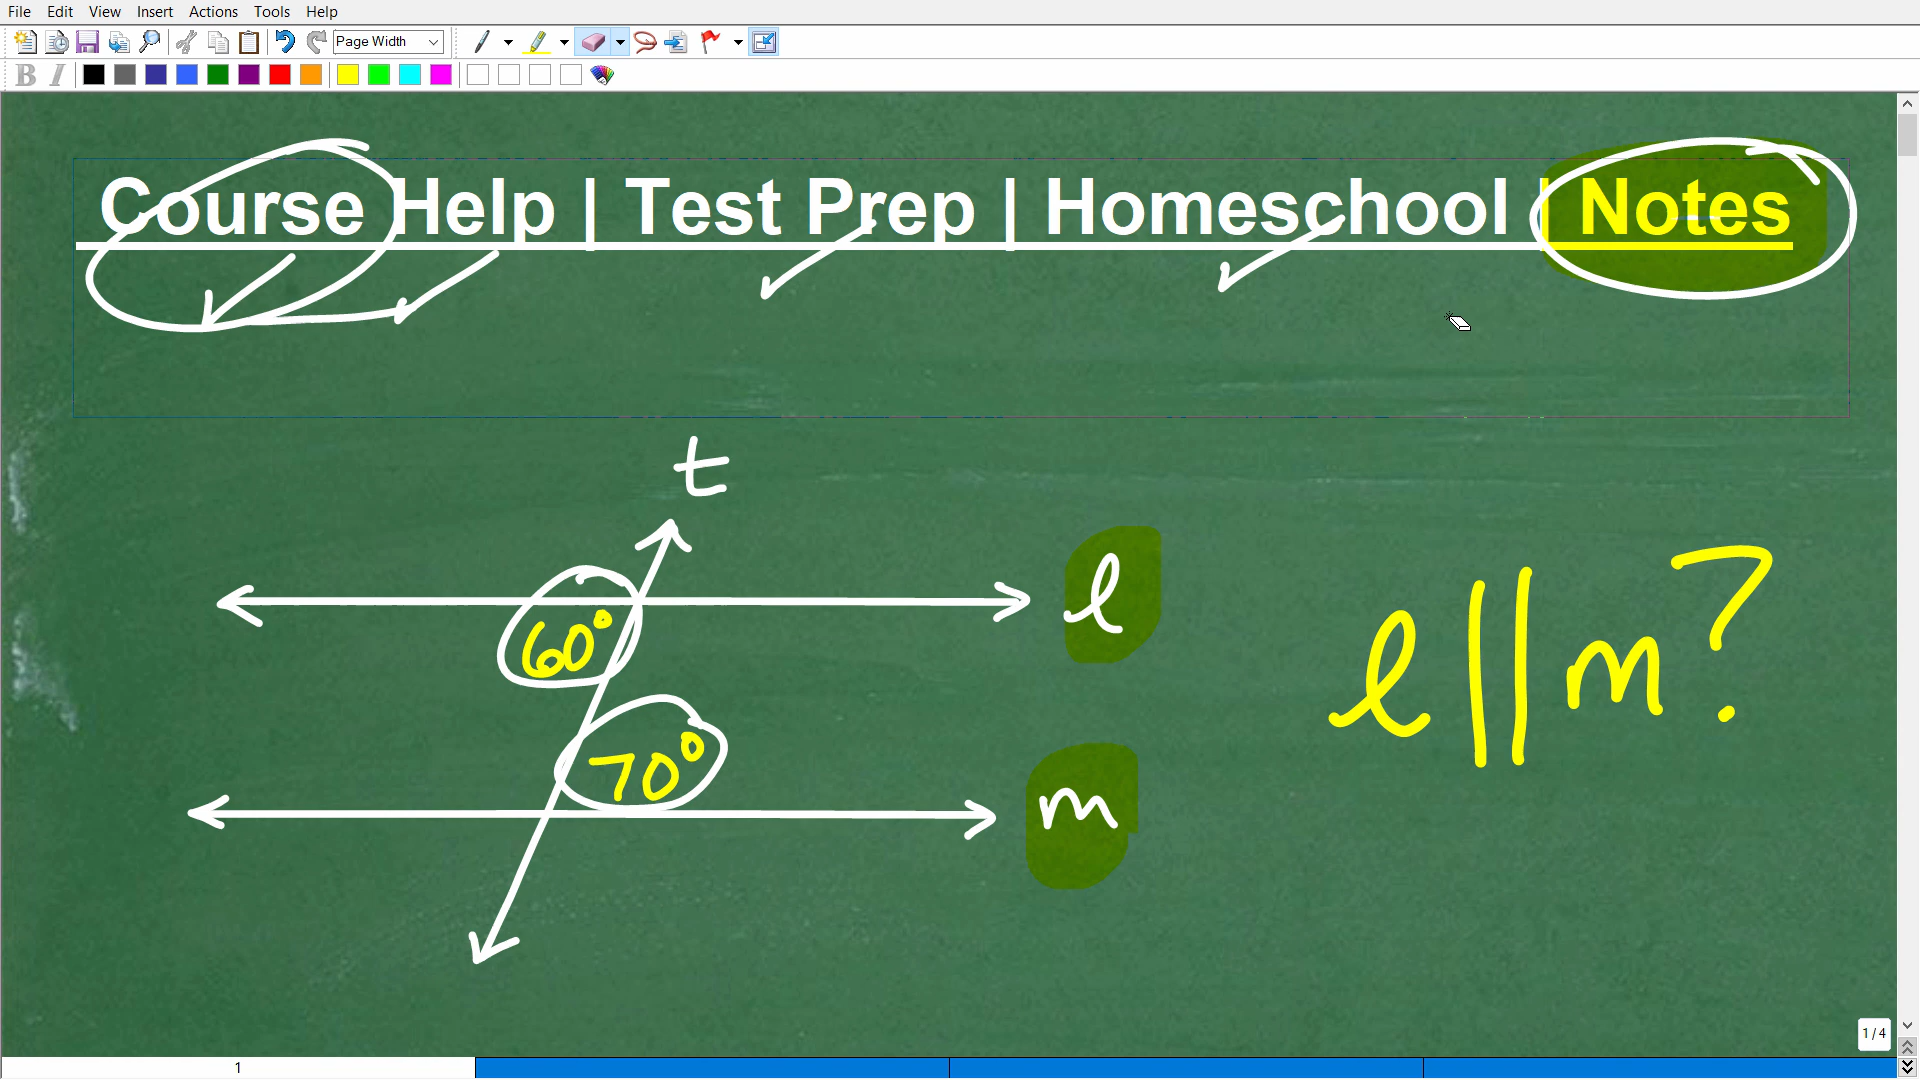 File Edit View Insert Actions Tools Help
Page Width
B I
Course Help | Test Prep | Homeschool | Notes
t
60° l
l||m?
70°
m
1 / 4
1